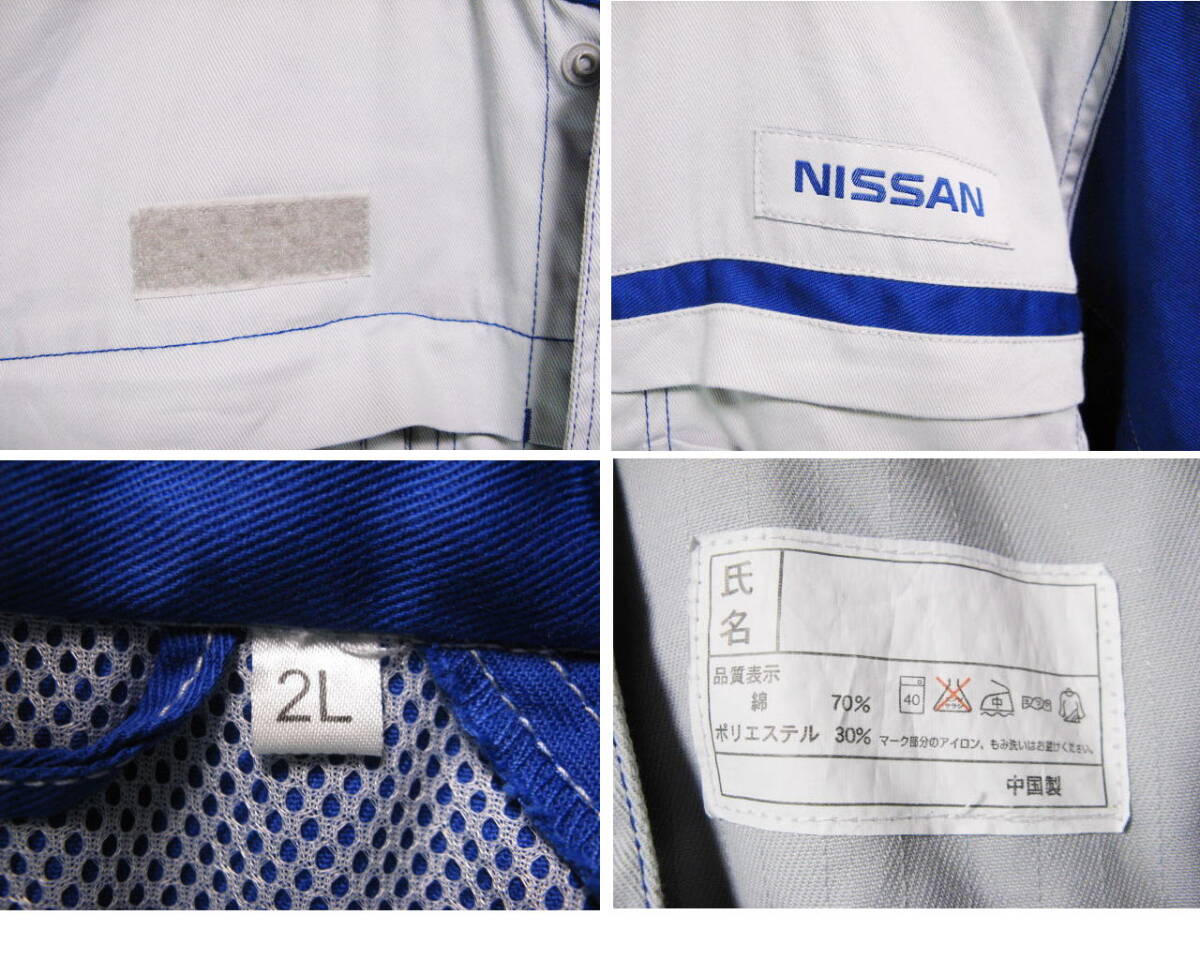 NISSAN
2L
氏名
品質表示
綿 70%
ポリエステル 30%
40
中
マーク部分のアイロン、もみ洗いはお避けください。
中国製